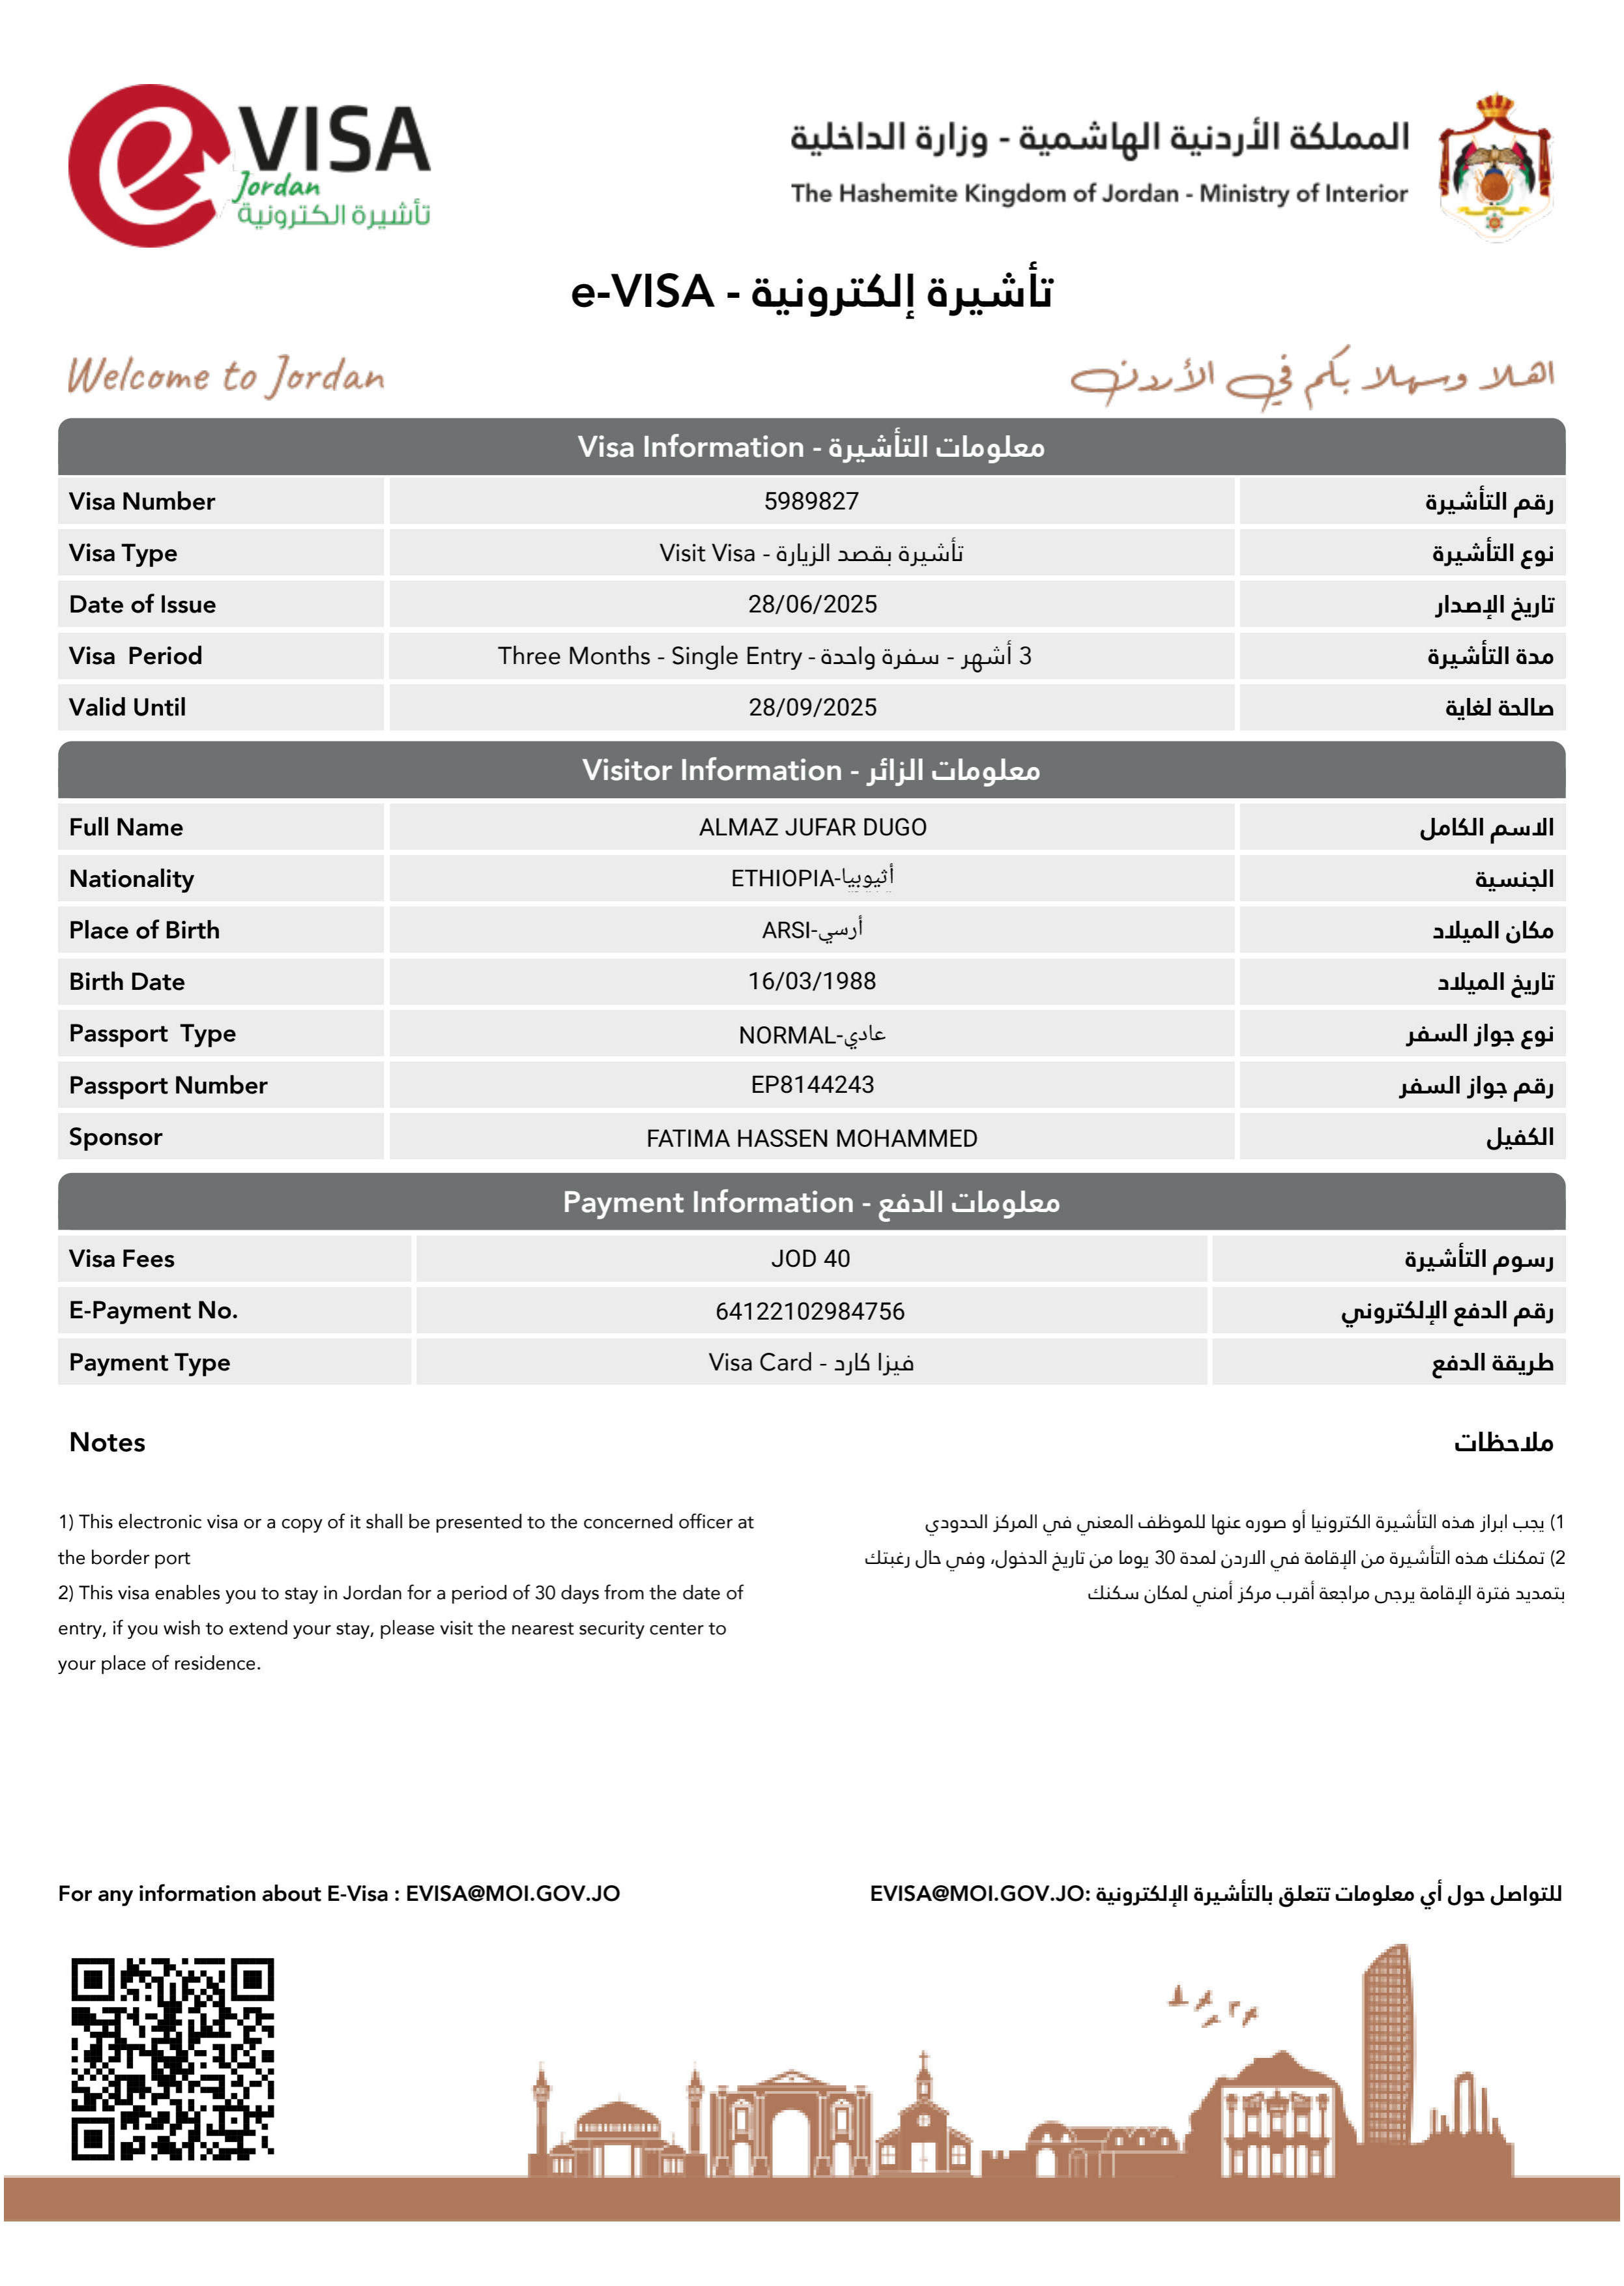 VISA
Jordan
تأشيرة الكترونية
المملكة الأردنية الهاشمية - وزارة الداخلية
The Hashemite Kingdom of Jordan - Ministry of Interior
e-VISA - تأشيرة إلكترونية
Welcome to Jordan
اهلا وسهلا بكم في الأردن
Visa Information - معلومات التأشيرة
Visa Number 5989827 رقم التأشيرة
Visa Type Visit Visa - تأشيرة بقصد الزيارة نوع التأشيرة
Date of Issue 28/06/2025 تاريخ الإصدار
Visa Period Three Months - Single Entry - 3 أشهر - سفرة واحدة مدة التأشيرة
Valid Until 28/09/2025 صالحة لغاية
Visitor Information - معلومات الزائر
Full Name ALMAZ JUFAR DUGO الاسم الكامل
Nationality ETHIOPIA-أثيوبيا الجنسية
Place of Birth ARSI-أرسي مكان الميلاد
Birth Date 16/03/1988 تاريخ الميلاد
Passport Type NORMAL-عادي نوع جواز السفر
Passport Number EP8144243 رقم جواز السفر
Sponsor FATIMA HASSEN MOHAMMED الكفيل
Payment Information - معلومات الدفع
Visa Fees JOD 40 رسوم التأشيرة
E-Payment No. 64122102984756 رقم الدفع الإلكتروني
Payment Type Visa Card - فيزا كارد طريقة الدفع
Notes
ملاحظات
1) This electronic visa or a copy of it shall be presented to the concerned officer at
the border port
2) This visa enables you to stay in Jordan for a period of 30 days from the date of
entry, if you wish to extend your stay, please visit the nearest security center to
your place of residence.
1) يجب ابراز هذه التأشيرة الكترونيا أو صوره عنها للموظف المعني في المركز الحدودي
2) تمكنك هذه التأشيرة من الإقامة في الاردن لمدة 30 يوما من تاريخ الدخول، وفي حال رغبتك
بتمديد فترة الإقامة يرجى مراجعة أقرب مركز أمني لمكان سكنك
For any information about E-Visa : EVISA@MOI.GOV.JO
للتواصل حول أي معلومات تتعلق بالتأشيرة الإلكترونية :EVISA@MOI.GOV.JO